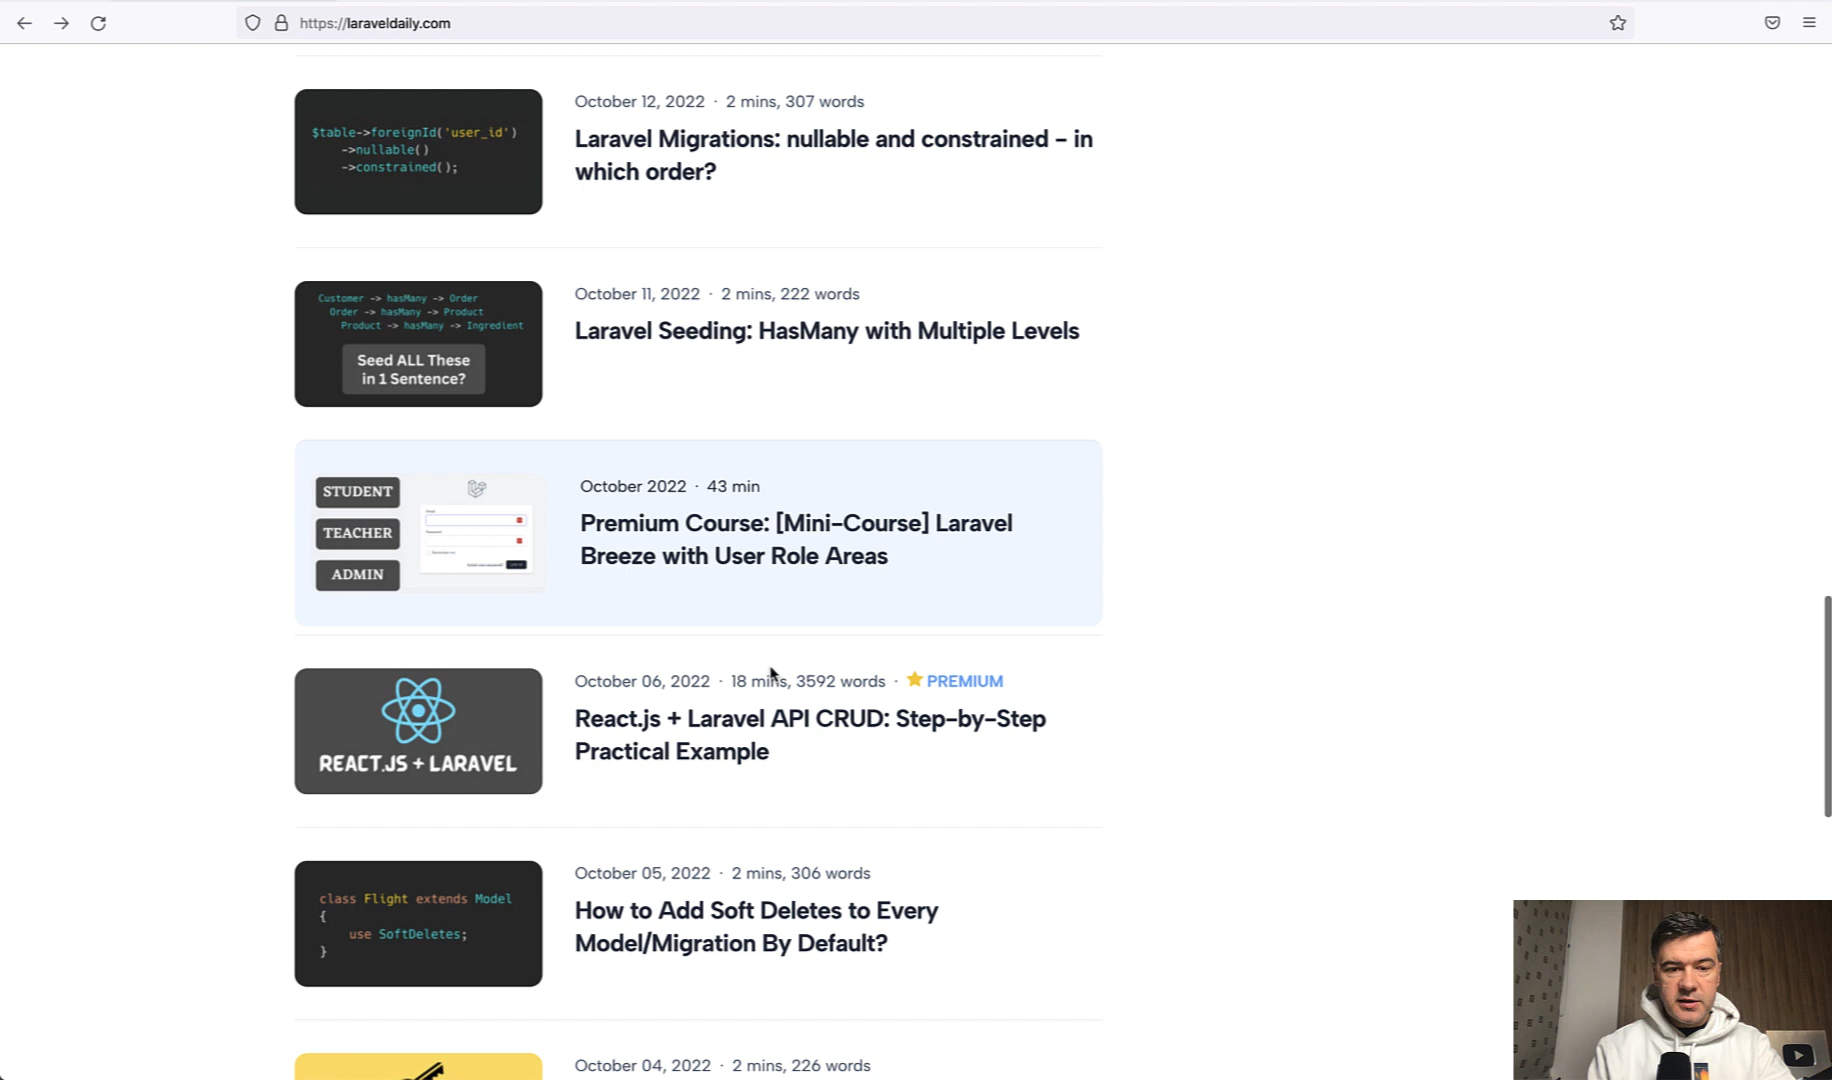 https://laraveldaily.com
$table->foreignId('user_id')
->nullable()
->constrained();
October 12, 2022 · 2 mins, 307 words
Laravel Migrations: nullable and constrained - in
which order?
Customer -> hasMany -> Order
Order -> hasMany -> Product
Product -> hasMany -> Ingredient
Seed ALL These
in 1 Sentence?
October 11, 2022 · 2 mins, 222 words
Laravel Seeding: HasMany with Multiple Levels
STUDENT
TEACHER
ADMIN
October 2022 · 43 min
Premium Course: [Mini-Course] Laravel
Breeze with User Role Areas
REACT.JS + LARAVEL
October 06, 2022 · 18 mins, 3592 words · ⭐ PREMIUM
React.js + Laravel API CRUD: Step-by-Step
Practical Example
class Flight extends Model
{
use SoftDeletes;
}
October 05, 2022 · 2 mins, 306 words
How to Add Soft Deletes to Every
Model/Migration By Default?
October 04, 2022 · 2 mins, 226 words